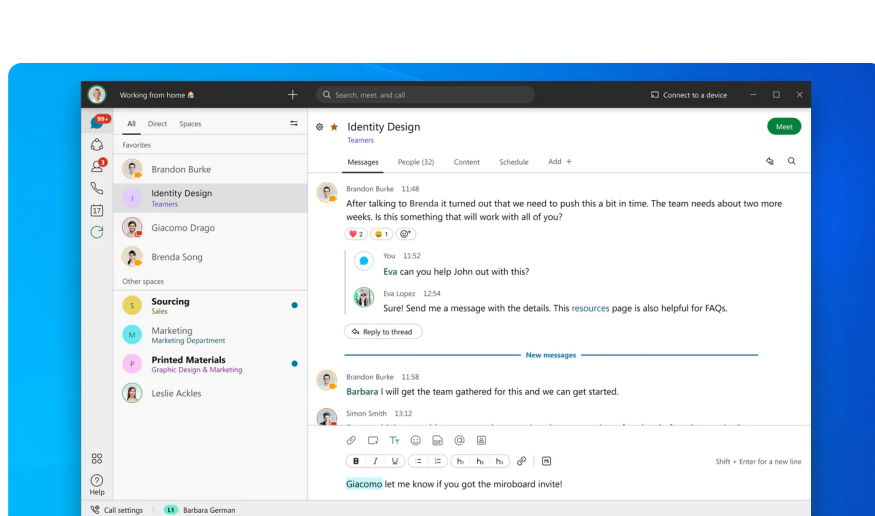 Working from home
Search, meet, and call
Connect to a device
99+
3
17
Help
All Direct Spaces
Favorites
Brandon Burke
I
Identity Design
Teamers
Giacomo Drago
Brenda Song
Other spaces
S
Sourcing
Sales
M
Marketing
Marketing Department
P
Printed Materials
Graphic Design & Marketing
Leslie Ackles
Identity Design
Teamers
Meet
Messages People (32) Content Schedule Add +
Brandon Burke 11:48
After talking to Brenda it turned out that we need to push this a bit in time. The team needs about two more
weeks. Is this something that will work with all of you?
2 1
You 11:52
Eva can you help John out with this?
Eva Lopez 12:54
Sure! Send me a message with the details. This resources page is also helpful for FAQs.
Reply to thread
New messages
Brandon Burke 11:58
Barbara I will get the team gathered for this and we can get started.
Simon Smith 13:12
TT GIF @
B I U h1 h2 h3 M
Shift + Enter for a new line
Giacomo let me know if you got the miroboard invite!
Call settings L1 Barbara German